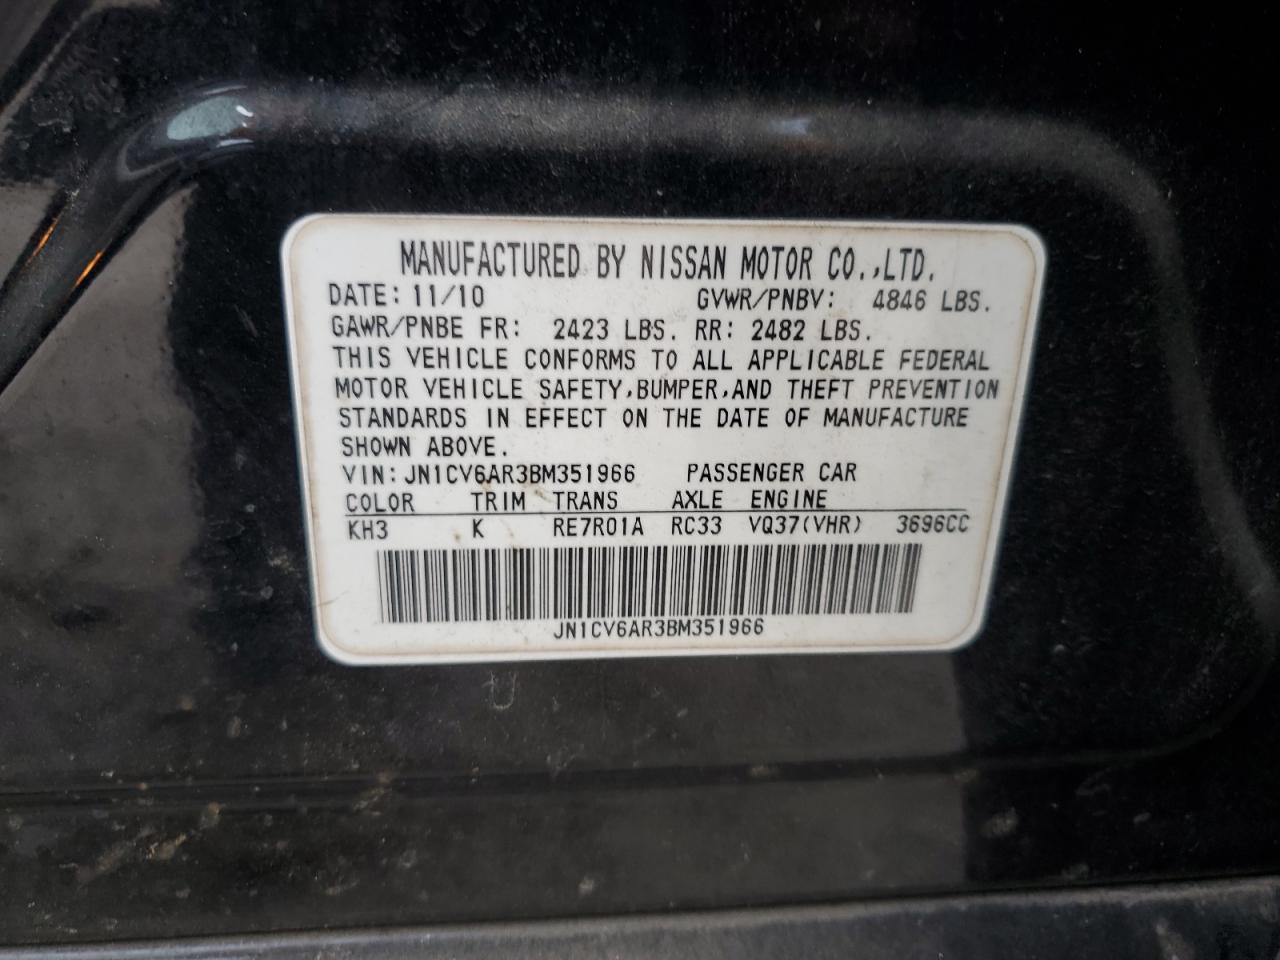 MANUFACTURED BY NISSAN MOTOR CO.,LTD.
DATE: 11/10 GVWR/PNBV: 4846 LBS.
GAWR/PNBE FR: 2423 LBS. RR: 2482 LBS.
THIS VEHICLE CONFORMS TO ALL APPLICABLE FEDERAL
MOTOR VEHICLE SAFETY,BUMPER,AND THEFT PREVENTION
STANDARDS IN EFFECT ON THE DATE OF MANUFACTURE
SHOWN ABOVE.
VIN:JN1CV6AR3BM351966 PASSENGER CAR
COLOR TRIM TRANS AXLE ENGINE
KH3 K RE7R01A RC33 VQ37(VHR) 3696CC
JN1CV6AR3BM351966